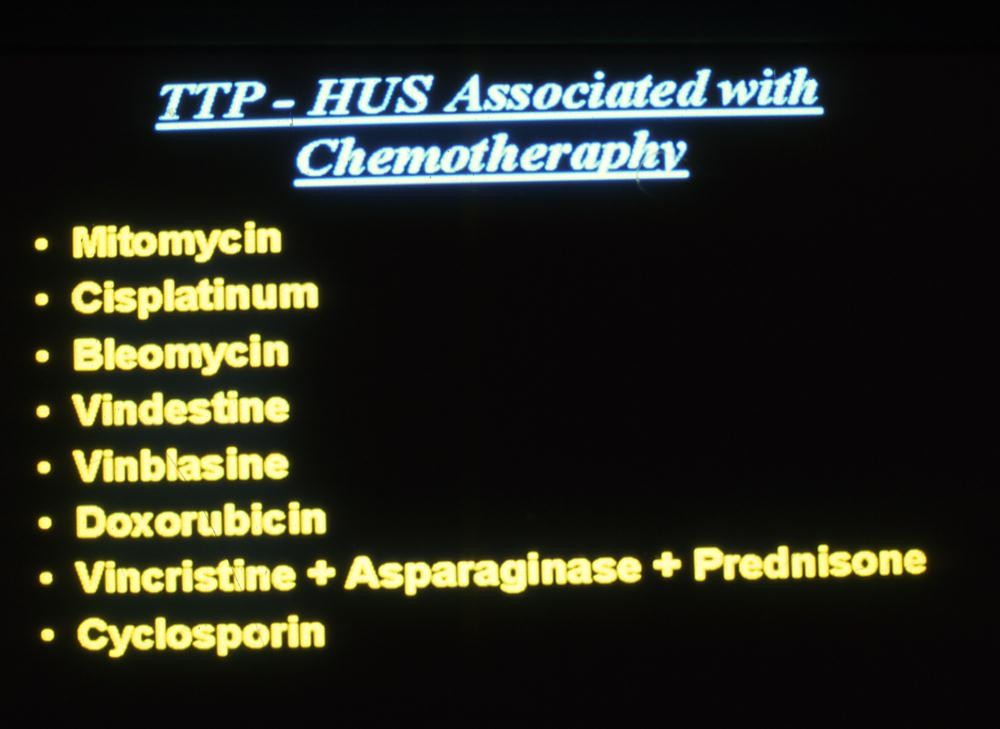 TTP - HUS Associated with
Chemotheraphy
• Mitomycin
• Cisplatinum
• Bleomycin
• Vindestine
• Vinblasine
• Doxorubicin
• Vincristine + Asparaginase + Prednisone
• Cyclosporin